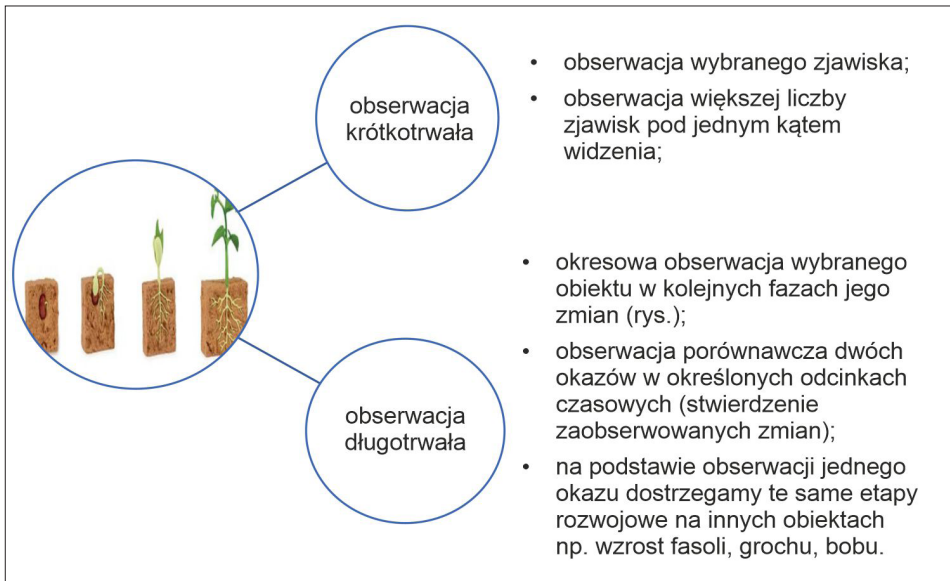 obserwacja
krótkotrwała
• obserwacja wybranego zjawiska;
• obserwacja większej liczby
zjawisk pod jednym kątem
widzenia;
obserwacja
długotrwała
• okresowa obserwacja wybranego
obiektu w kolejnych fazach jego
zmian (rys.);
• obserwacja porównawcza dwóch
okazów w określonych odcinkach
czasowych (stwierdzenie
zaobserwowanych zmian);
• na podstawie obserwacji jednego
okazu dostrzegamy te same etapy
rozwojowe na innych obiektach
np. wzrost fasoli, grochu, bobu.